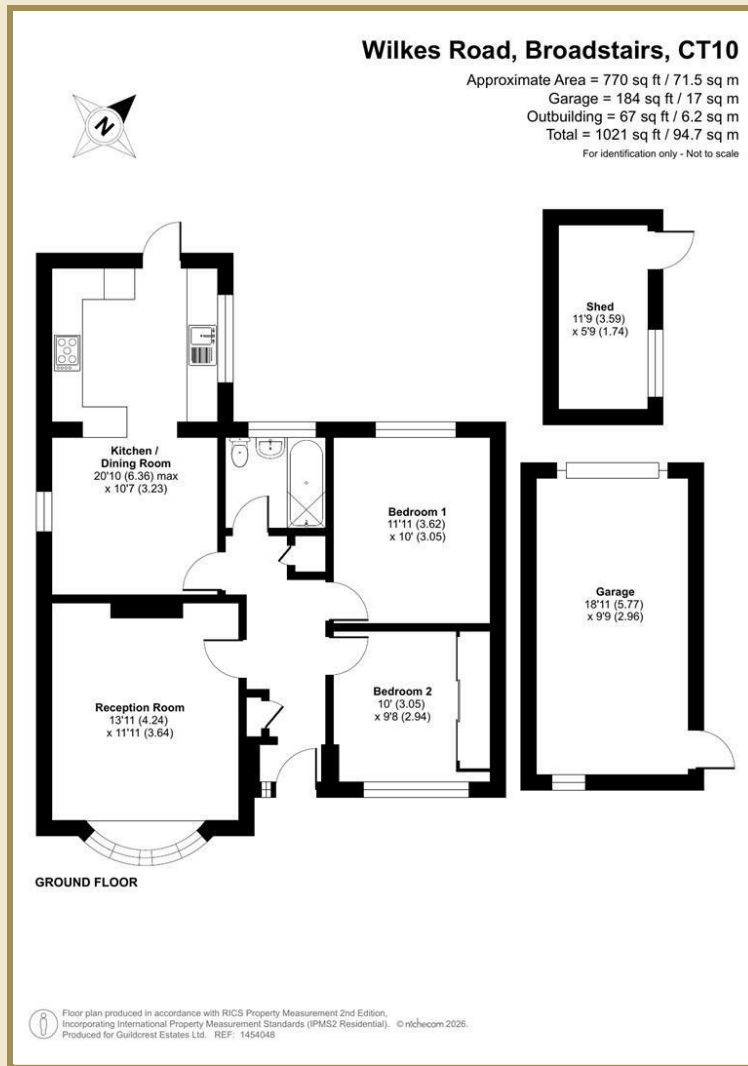 Wilkes Road, Broadstairs, CT10
Approximate Area = 770 sq ft / 71.5 sq m
Garage = 184 sq ft / 17 sq m
Outbuilding = 67 sq ft / 6.2 sq m
Total = 1021 sq ft / 94.7 sq m
For identification only - Not to scale
N
Shed
11'9 (3.59)
x 5'9 (1.74)
Kitchen /
Dining Room
20'10 (6.36) max
x 10'7 (3.23)
Bedroom 1
11'11 (3.62)
x 10' (3.05)
Garage
18'11 (5.77)
x 9'9 (2.96)
Reception Room
13'11 (4.24)
x 11'11 (3.64)
Bedroom 2
10' (3.05)
x 9'8 (2.94)
GROUND FLOOR
Floor plan produced in accordance with RICS Property Measurement 2nd Edition,
Incorporating International Property Measurement Standards (IPMS2 Residential). © nichecom 2026.
Produced for Guildcrest Estates Ltd. REF: 1454048